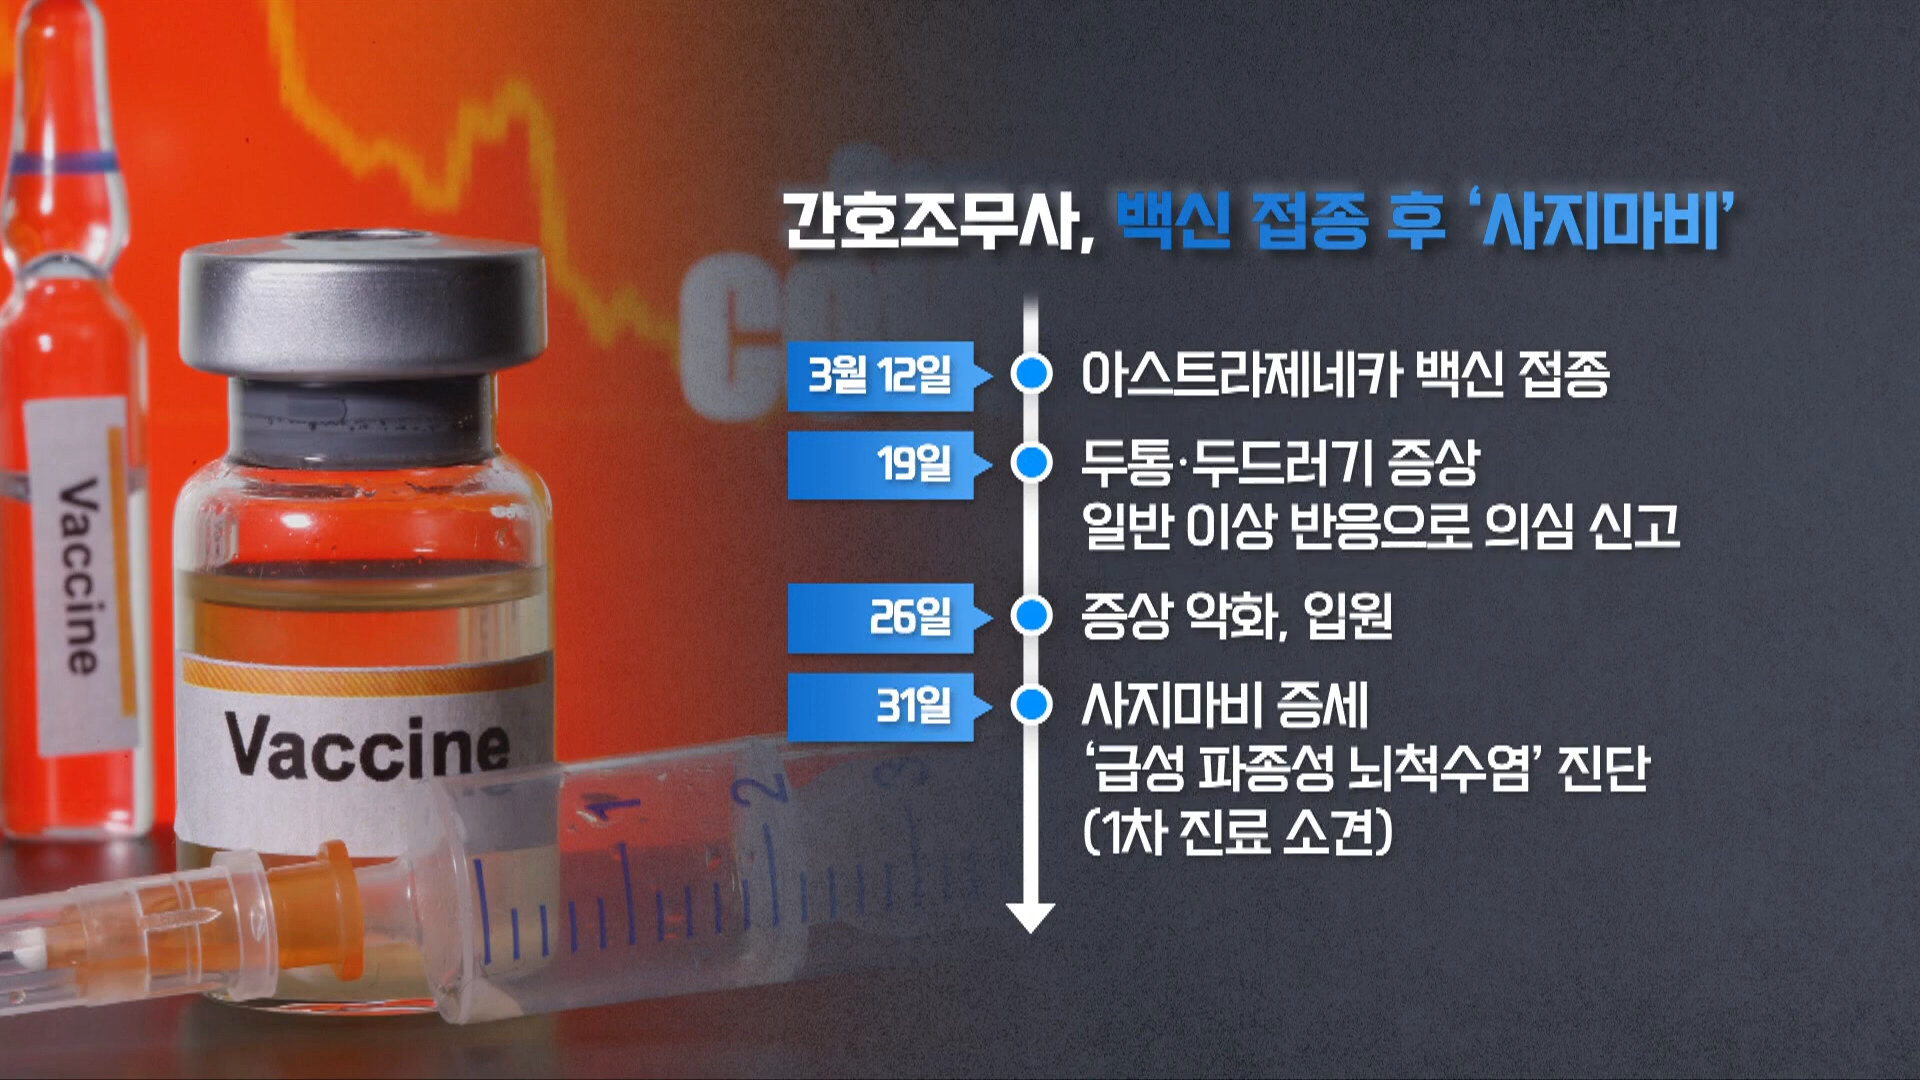 간호조무사, 백신 접종 후 ‘사지마비’
3월 12일
아스트라제네카 백신 접종
19일
두통·두드러기 증상
일반 이상 반응으로 의심 신고
26일
증상 악화, 입원
31일
사지마비 증세
‘급성 파종성 뇌척수염’ 진단
(1차 진료 소견)
Vaccine
Vaccine
1 2 3